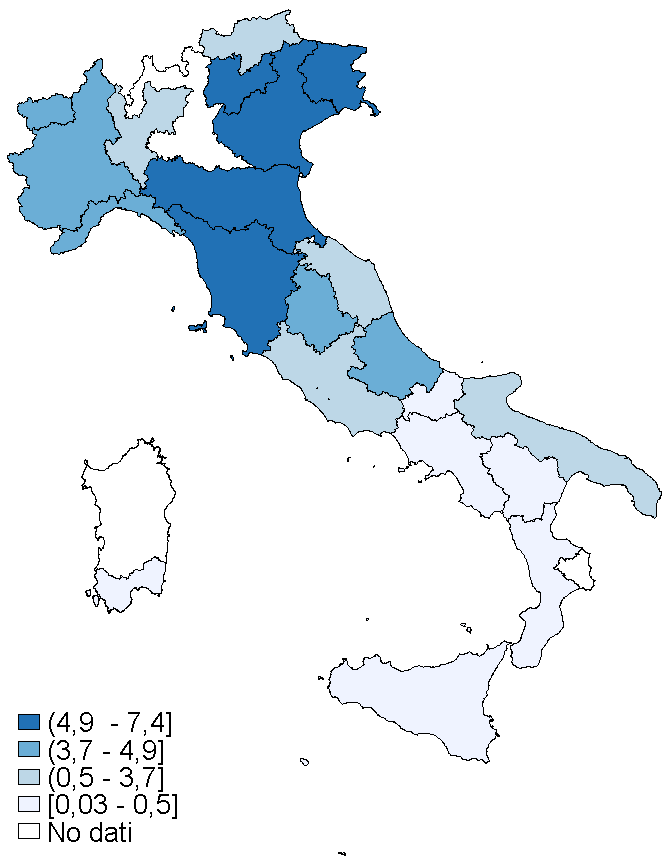 (4,9 - 7,4]
(3,7 - 4,9]
(0,5 - 3,7]
[0,03 - 0,5]
No dati